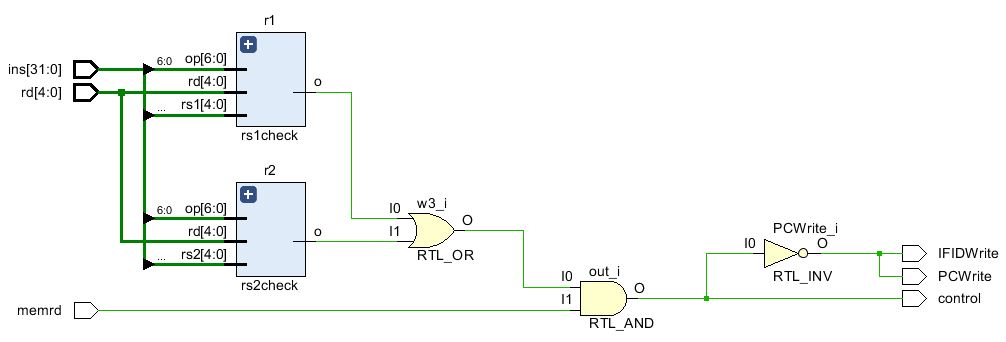 r1
ins[31:0]
rd[4:0]
6:0
op[6:0]
rd[4:0]
...
rs1[4:0]
o
rs1check
r2
6:0
op[6:0]
rd[4:0]
...
rs2[4:0]
o
rs2check
I0
I1
w3_i
O
RTL_OR
memrd
I0
I1
out_i
O
RTL_AND
PCWrite_i
I0
O
RTL_INV
IFIDWrite
PCWrite
control